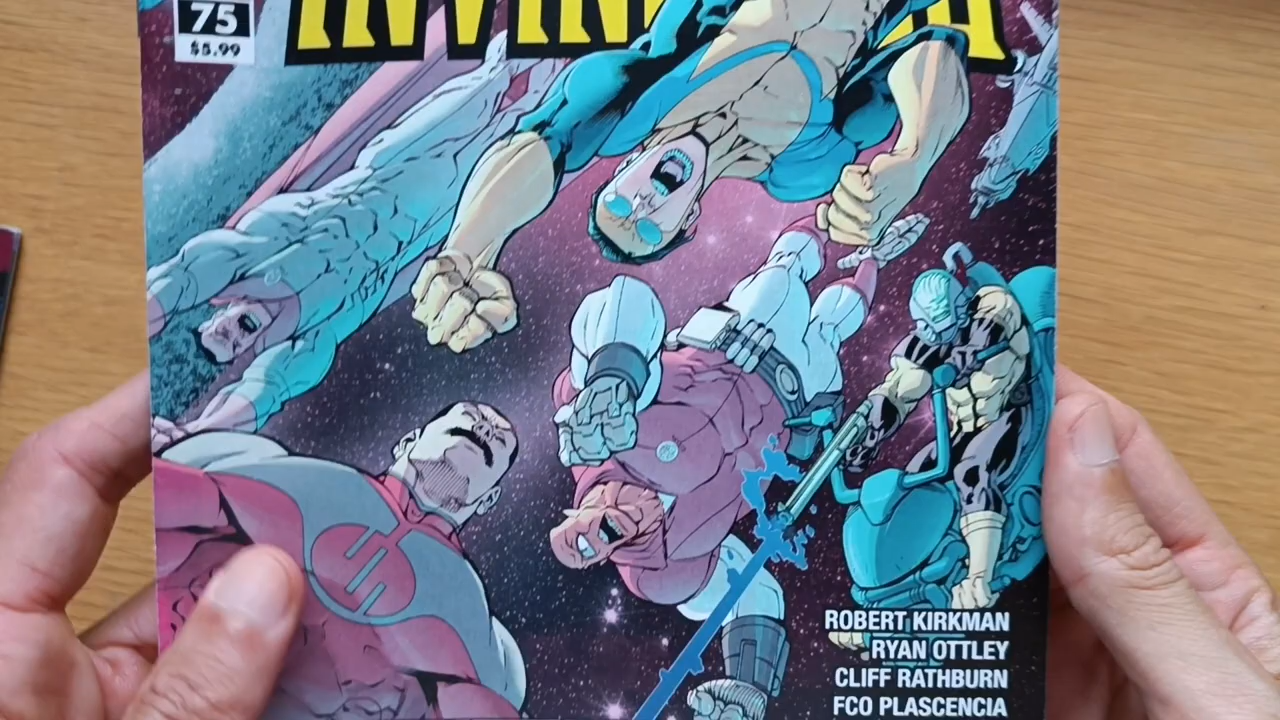 75
$5.99
ROBERT KIRKMAN
RYAN OTTLEY
CLIFF RATHBURN
FCO PLASCENCIA